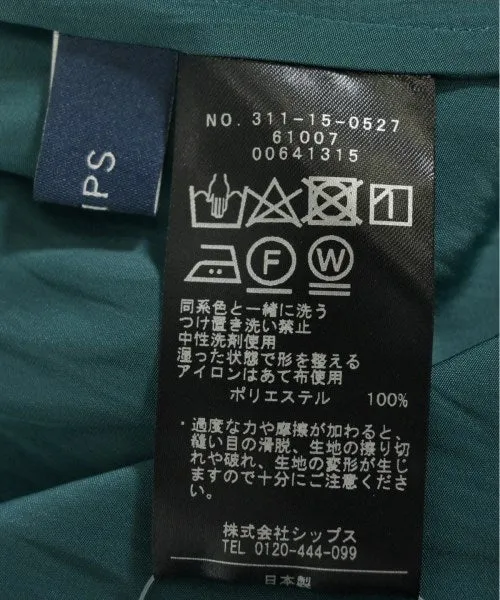 IPS
NO. 311-15-0527
61007
00641315
F W
同系色と一緒に洗う
つけ置き洗い禁止
中性洗剤使用
湿った状態で形を整える
アイロンはあて布使用
ポリエステル 100%
・過度な力や摩擦が加わると、
縫い目の滑脱、生地の擦り切
れや破れ、生地の変形が生じ
ますので十分にご注意くださ
い。
株式会社シップス
TEL 0120-444-099
日本製